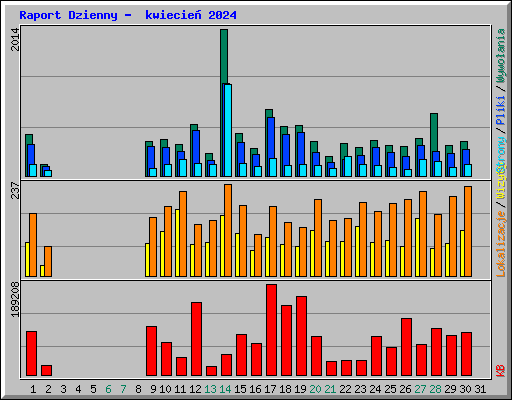 Raport Dzienny -  kwiecień 2024
2014
237
189208
Wywołania / Pliki / Strony
Lokalizacje / Wizyty
KB
1 2 3 4 5 6 7 8 9 10 11 12 13 14 15 16 17 18 19 20 21 22 23 24 25 26 27 28 29 30 31